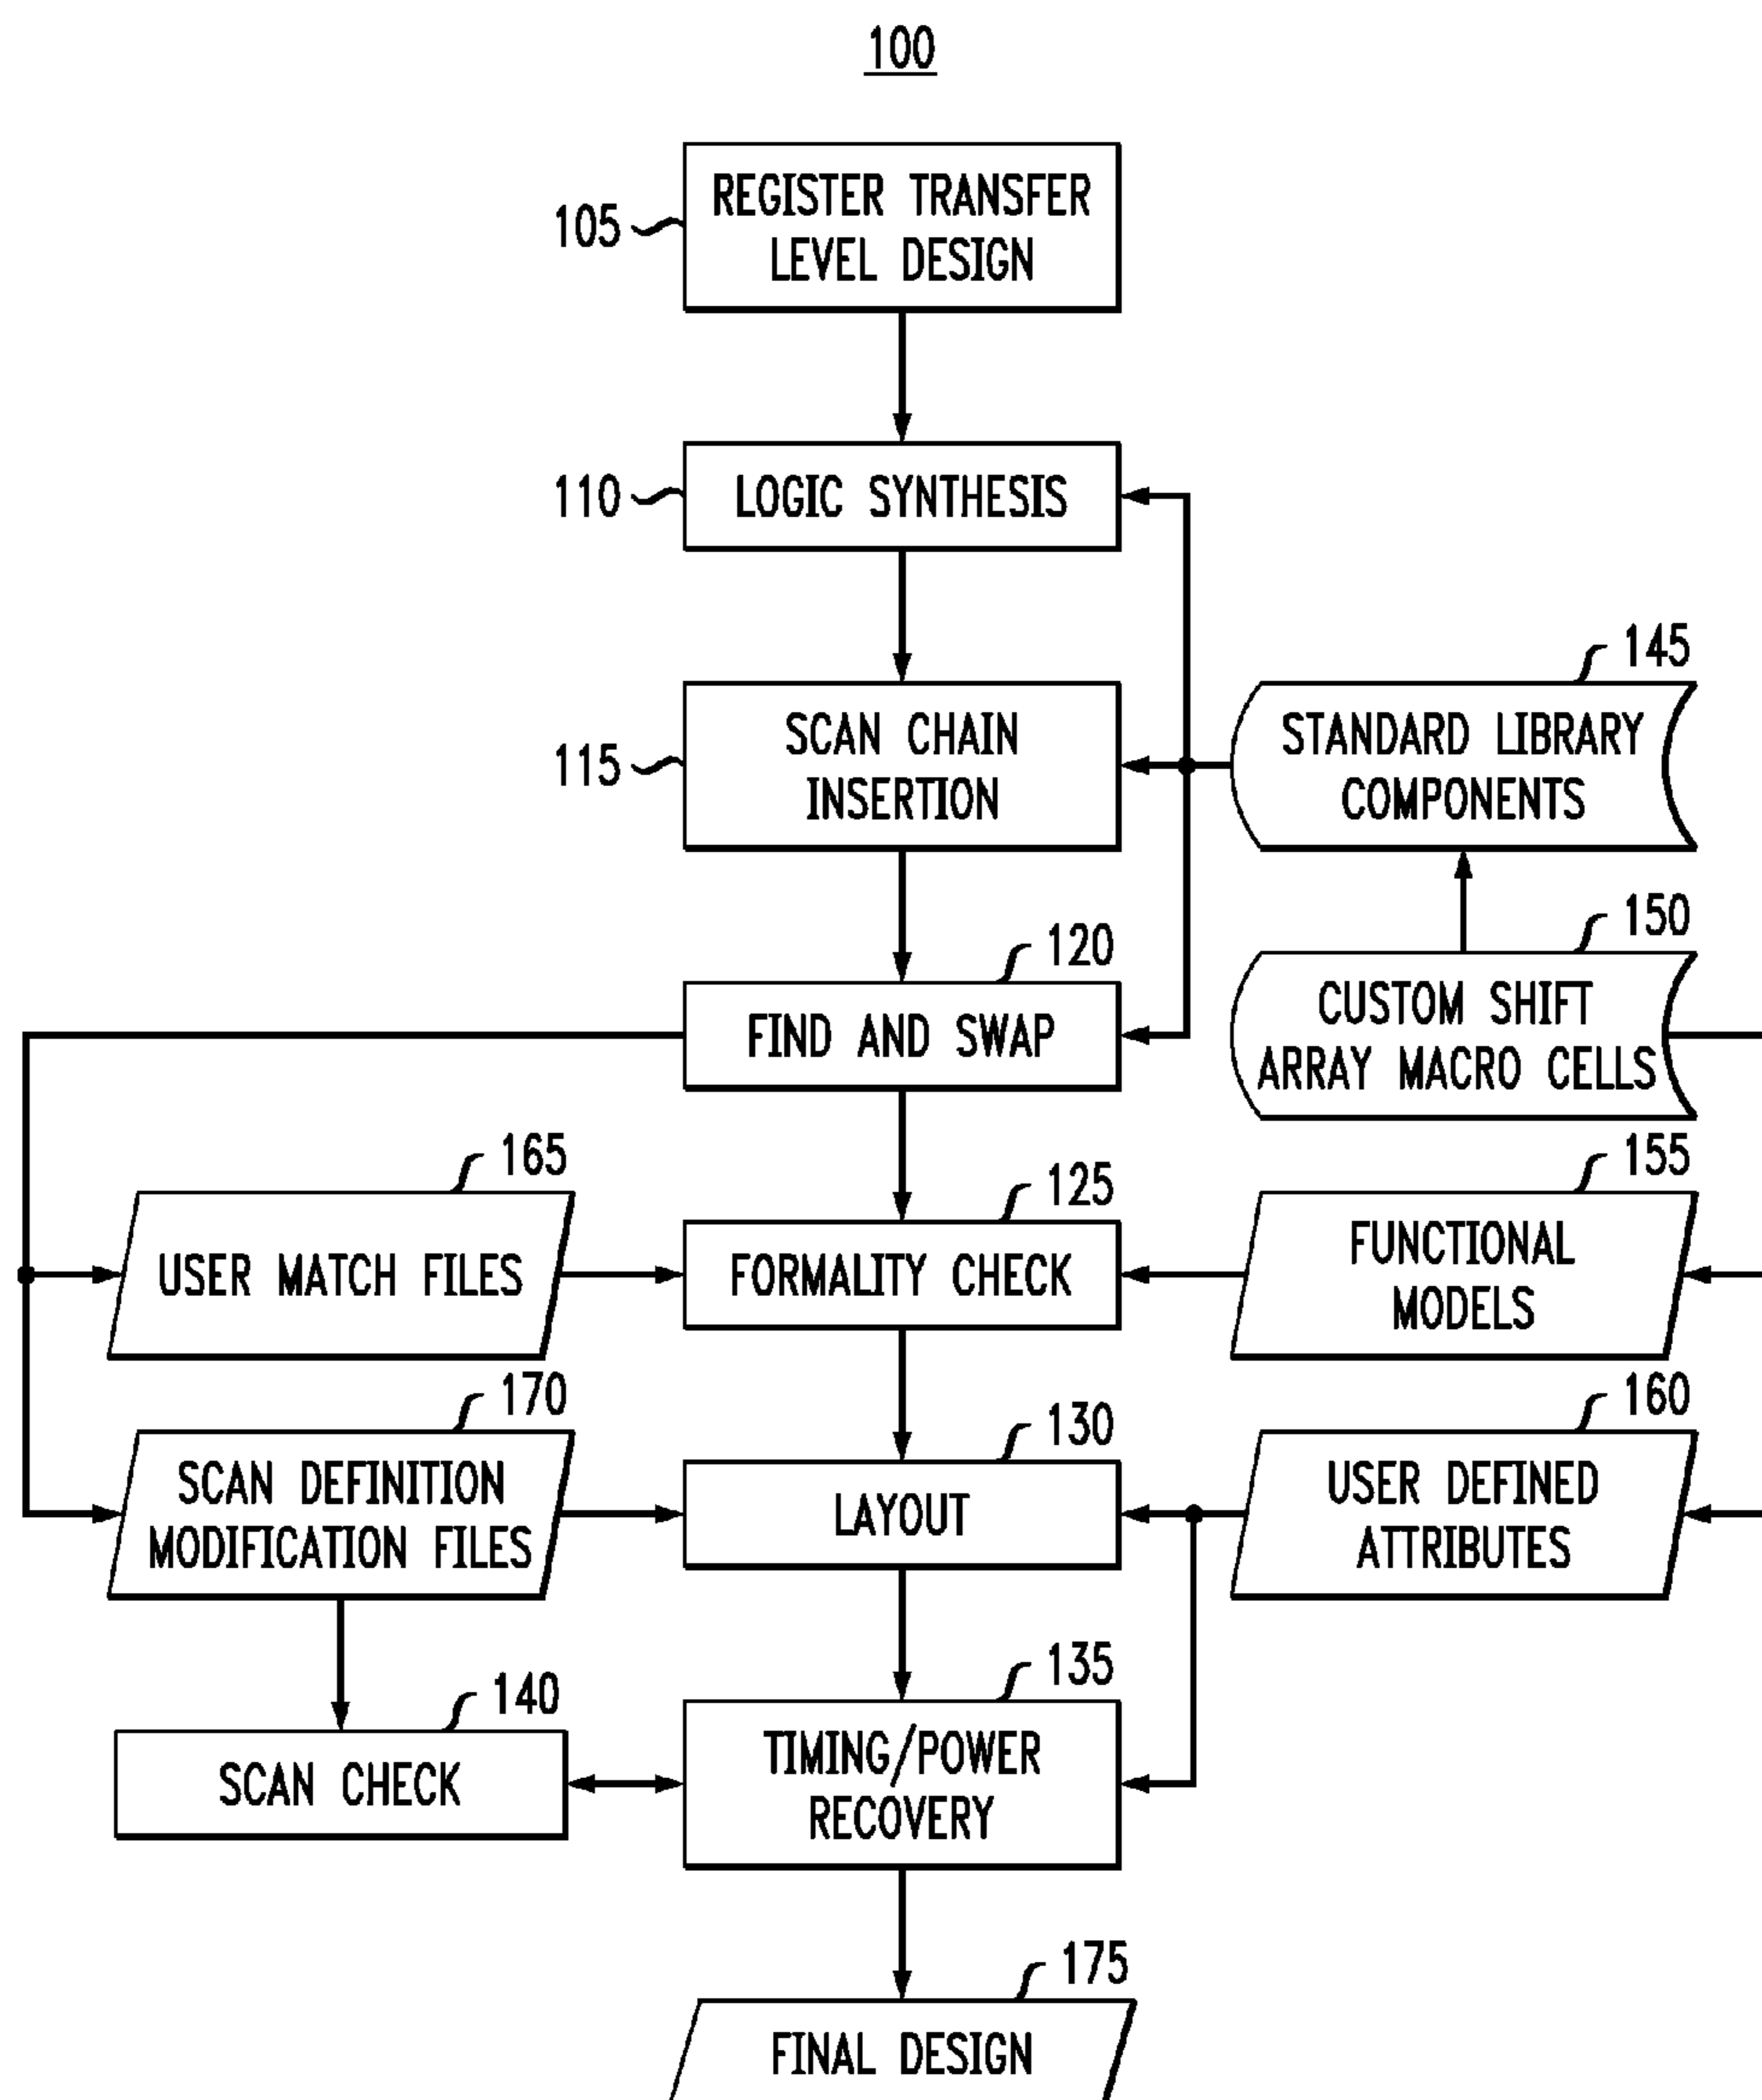 100
REGISTER TRANSFER
LEVEL DESIGN
105
LOGIC SYNTHESIS
110
SCAN CHAIN
INSERTION
115
145
STANDARD LIBRARY
COMPONENTS
120
FIND AND SWAP
150
CUSTOM SHIFT
ARRAY MACRO CELLS
165
USER MATCH FILES
125
FORMALITY CHECK
155
FUNCTIONAL
MODELS
170
SCAN DEFINITION
MODIFICATION FILES
130
LAYOUT
160
USER DEFINED
ATTRIBUTES
140
SCAN CHECK
135
TIMING/POWER
RECOVERY
175
FINAL DESIGN